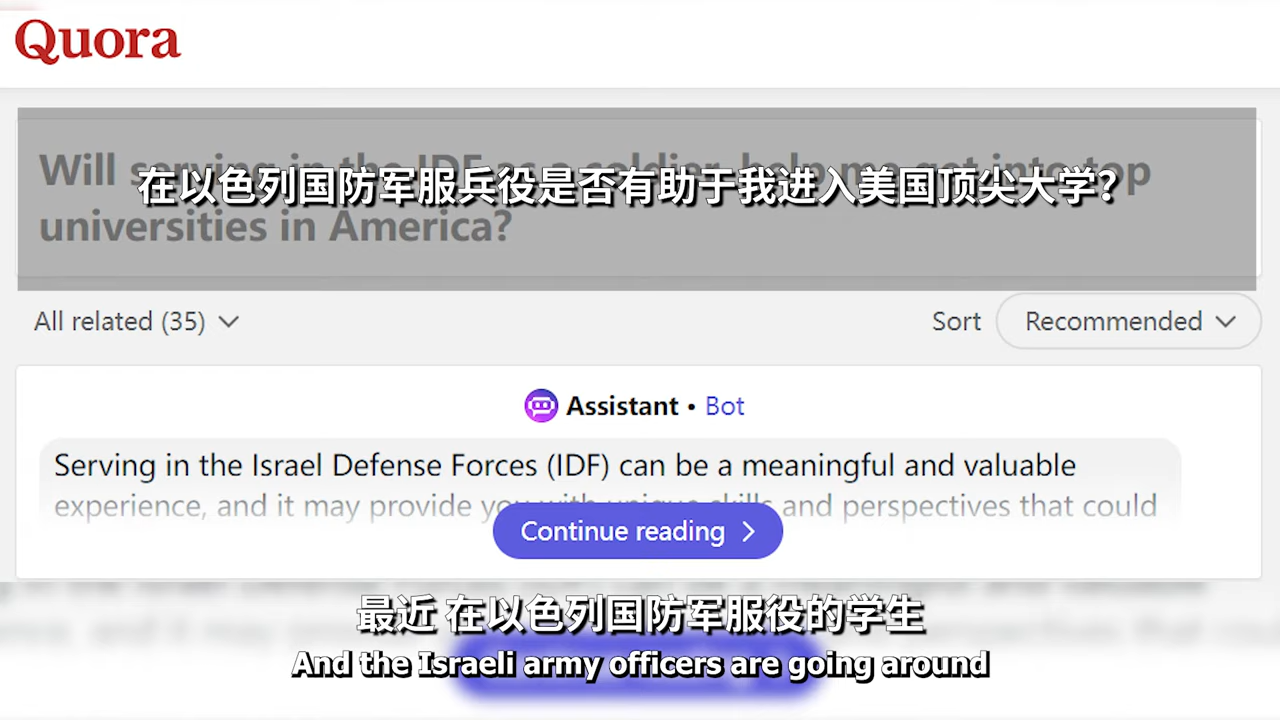 Quora
Will serving in the IDF as a soldier, help me get into top
在以色列国防军服兵役是否有助于我进入美国顶尖大学?
universities in America?
All related (35)
Sort Recommended
Assistant • Bot
Serving in the Israel Defense Forces (IDF) can be a meaningful and valuable
experience, and it may provide you with unique skills and perspectives that could
Continue reading
最近 在以色列国防军服役的学生
And the Israeli army officers are going around